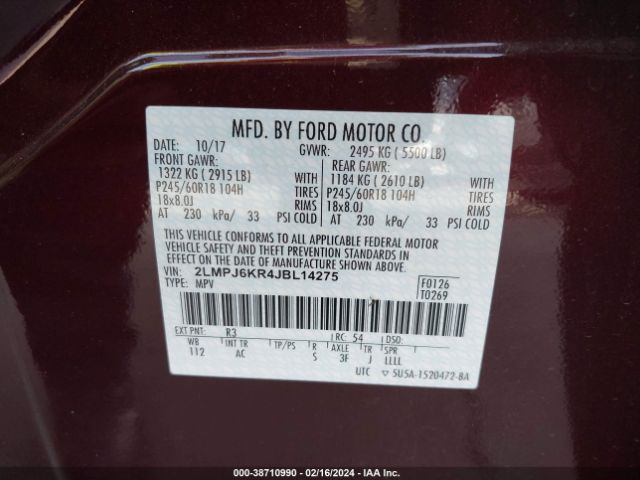 MFD. BY FORD MOTOR CO.
DATE: 10/17 GVWR: 2495 KG ( 5500 LB)
FRONT GAWR: REAR GAWR:
1322 KG ( 2915 LB) WITH 1184 KG ( 2610 LB) WITH
P245/60R18 104H TIRES P245/60R18 104H TIRES
18x8.0J RIMS 18x8.0J RIMS
AT 230 kPa/ 33 PSI COLD AT 230 kPa/ 33 PSI COLD
THIS VEHICLE CONFORMS TO ALL APPLICABLE FEDERAL MOTOR
VEHICLE SAFETY AND THEFT PREVENTION STANDARDS IN
EFFECT ON THE DATE OF MANUFACTURE SHOWN ABOVE.
VIN: 2LMPJ6KR4JBL14275 F0126
TYPE: MPV T0269
EXT PNT: R3 RC: 54 DSO:
WB INT TR TP/PS R AXLE TR SPR
112 AC S 3F J LLLL
UTC ▽ 5U5A-1520472-BA
000-38710990 - 02/16/2024 - IAA Inc.